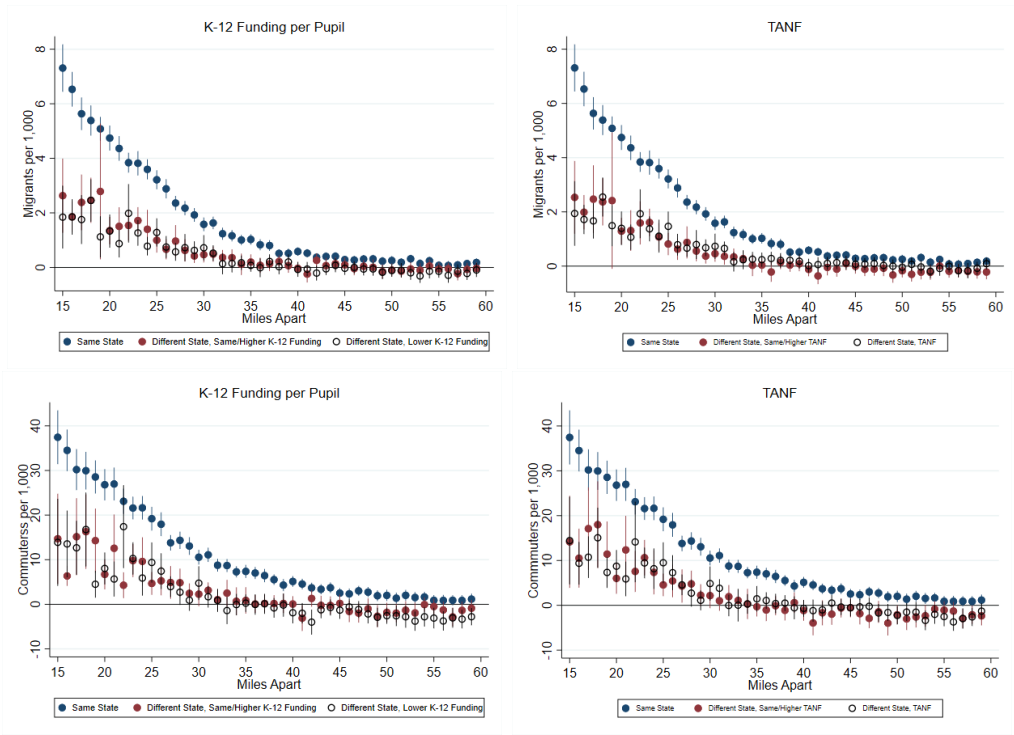 K-12 Funding per Pupil
Migrants per 1,000
8
6
4
2
0
15 20 25 30 35 40 45 50 55 60
Miles Apart
Same State Different State, Same/Higher K-12 Funding Different State, Lower K-12 Funding
TANF
Migrants per 1,000
8
6
4
2
0
15 20 25 30 35 40 45 50 55 60
Miles Apart
Same State Different State, Same/Higher TANF Different State, TANF
K-12 Funding per Pupil
Commuterss per 1,000
40
30
20
10
0
-10
15 20 25 30 35 40 45 50 55 60
Miles Apart
Same State Different State, Same/Higher K-12 Funding Different State, Lower K-12 Funding
TANF
Commuters per 1,000
40
30
20
10
0
-10
15 20 25 30 35 40 45 50 55 60
Miles Apart
Same State Different State, Same/Higher TANF Different State, TANF